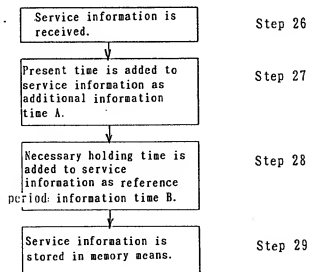 Service information is
received.
Step 26
Present time is added to
service information as
additional information
time A.
Step 27
Necessary holding time is
added to service
information as reference
period: information time B.
Step 28
Service information is
stored in memory means.
Step 29